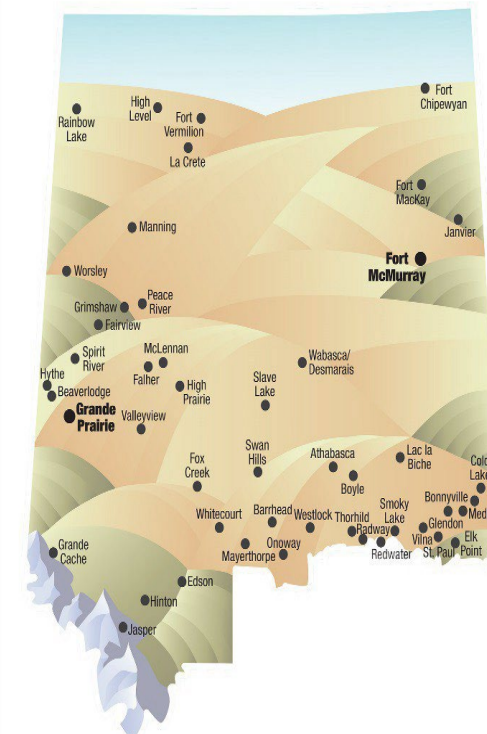 Fort
Chipewyan
High
Level
Rainbow
Lake
Fort
Vermilion
La Crete
Fort
MacKay
Janvier
Manning
Fort
McMurray
Worsley
Peace
River
Grimshaw
Fairview
Spirit
River
McLennan
Wabasca/
Desmarais
Hythe
Falher
High
Prairie
Slave
Lake
Beaverlodge
Grande
Prairie
Valleyview
Swan
Hills
Athabasca
Lac la
Biche
Fox
Creek
Boyle
Cold
Lake
Bonnyville
Med
Whitecourt
Barrhead
Westlock
Thorhild
Smoky
Lake
Radway
Glendon
Vilna
Elk
Point
Onoway
Mayerthorpe
Redwater
St. Paul
Grande
Cache
Edson
Hinton
Jasper